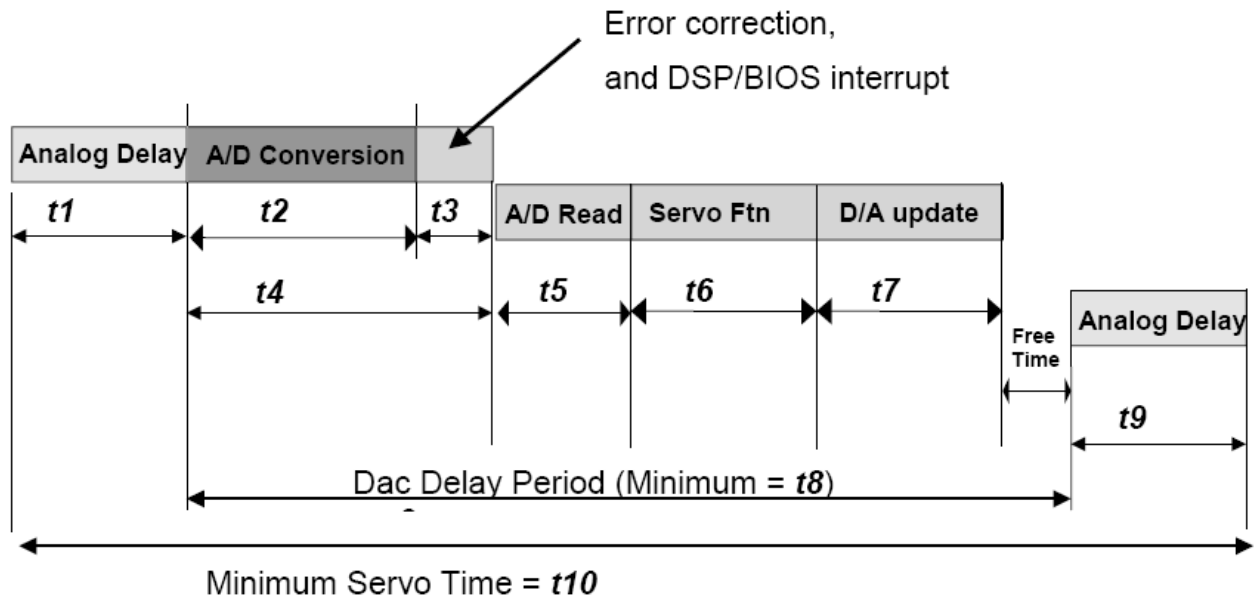 Error correction,
and DSP/BIOS interrupt
Analog Delay
A/D Conversion
t1
t2
t3
A/D Read
Servo Ftn
D/A update
t4
t5
t6
t7
Free
Time
Analog Delay
t9
Dac Delay Period (Minimum = t8)
Minimum Servo Time = t10